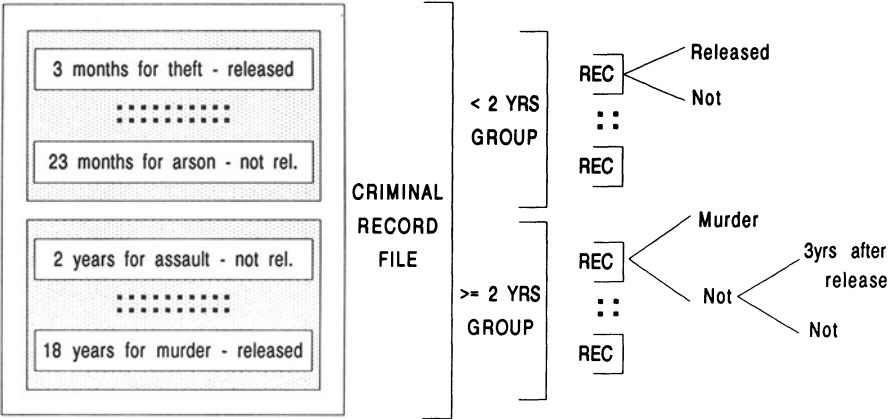 3 months for theft - released
23 months for arson - not rel.
2 years for assault - not rel.
18 years for murder - released
CRIMINAL
RECORD
FILE
< 2 YRS
GROUP
REC
Released
Not
REC
>= 2 YRS
GROUP
REC
Murder
Not
3yrs after
release
Not
REC